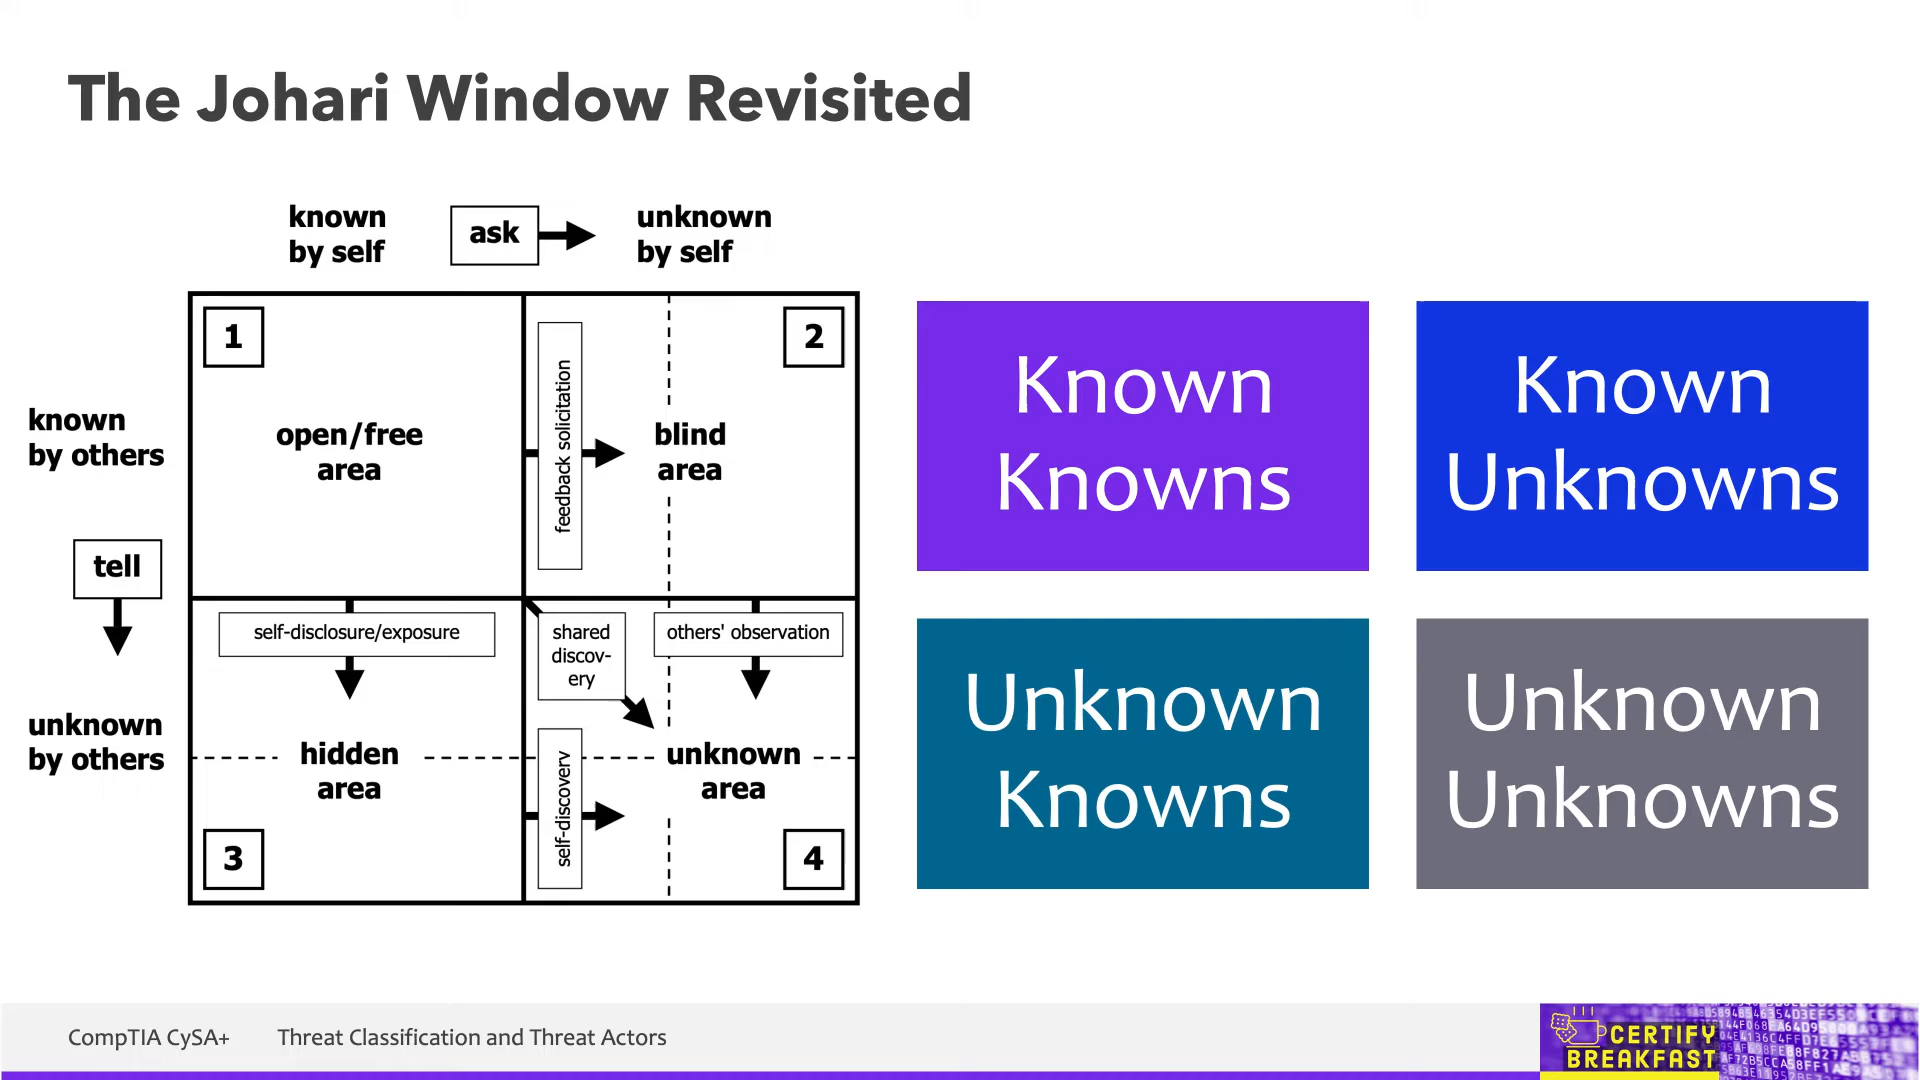 The Johari Window Revisited
known
by self
ask
unknown
by self
known
by others
tell
unknown
by others
1
open/free
area
feedback solicitation
2
blind
area
self-disclosure/exposure
hidden
area
3
shared
discov-
ery
others' observation
self-discovery
unknown
area
4
Known
Knowns
Known
Unknowns
Unknown
Knowns
Unknown
Unknowns
CompTIA CySA+
Threat Classification and Threat Actors
CERTIFY
BREAKFAST